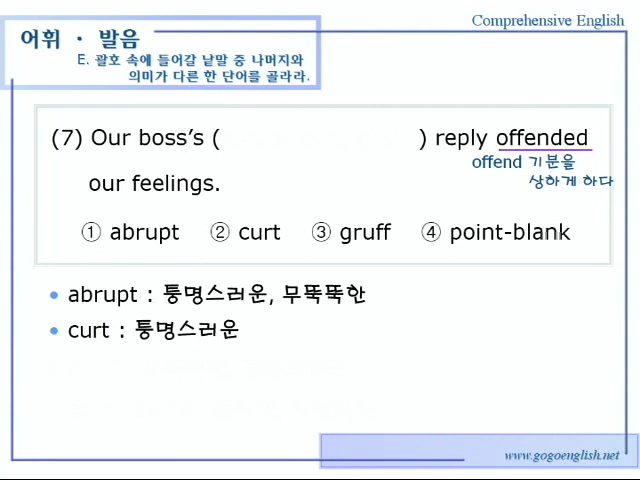 Comprehensive English
어휘 · 발음
E. 괄호 속에 들어갈 낱말 중 나머지와
의미가 다른 한 단어를 골라라.
(7) Our boss's ( ) reply offended
offend 기분을
상하게 하다
our feelings.
① abrupt ② curt ③ gruff ④ point-blank
• abrupt : 퉁명스러운, 무뚝뚝한
• curt : 퉁명스러운
www.gogoenglish.net